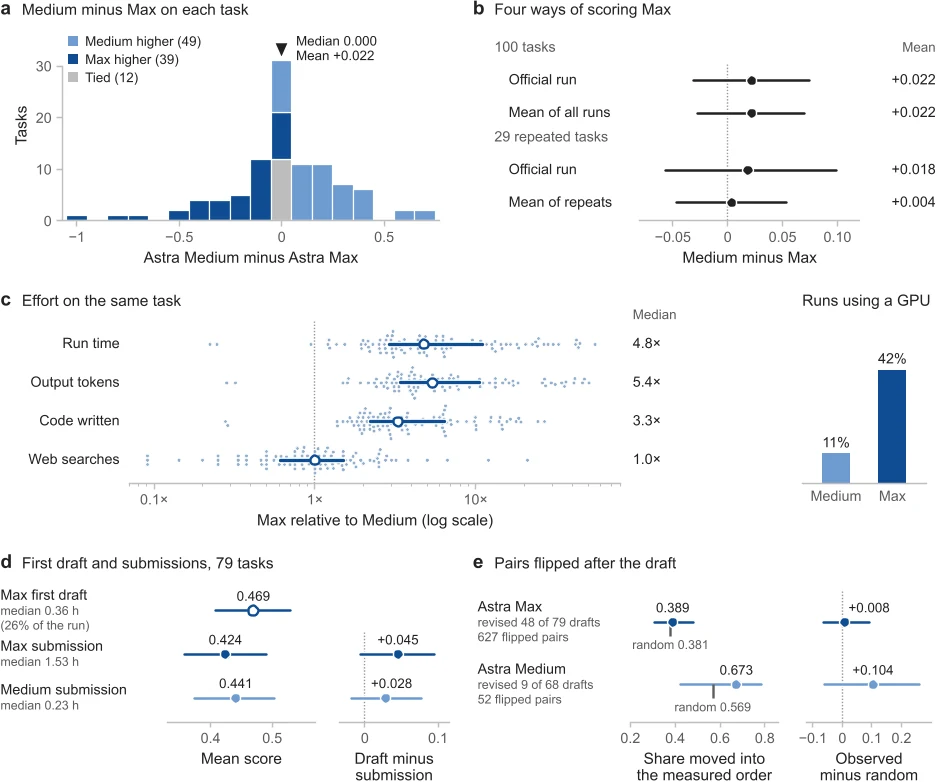 a Medium minus Max on each task
Medium higher (49)
Max higher (39)
Tied (12)
Median 0.000
Mean +0.022
Tasks
30
20
10
0
−1
−0.5
0
0.5
Astra Medium minus Astra Max
b Four ways of scoring Max
100 tasks
Mean
Official run
+0.022
Mean of all runs
+0.022
29 repeated tasks
Official run
+0.018
Mean of repeats
+0.004
−0.05
0
0.05
0.10
Medium minus Max
c Effort on the same task
Median
Run time
4.8×
Output tokens
5.4×
Code written
3.3×
Web searches
1.0×
0.1×
1×
10×
Max relative to Medium (log scale)
Runs using a GPU
42%
11%
Medium
Max
d First draft and submissions, 79 tasks
Max first draft
median 0.36 h
(26% of the run)
0.469
Max submission
median 1.53 h
0.424
+0.045
Medium submission
median 0.23 h
0.441
+0.028
0.4
0.5
Mean score
0
0.1
Draft minus
submission
e Pairs flipped after the draft
Astra Max
revised 48 of 79 drafts
627 flipped pairs
0.389
random 0.381
+0.008
Astra Medium
revised 9 of 68 drafts
52 flipped pairs
0.673
random 0.569
+0.104
0.2
0.4
0.6
0.8
Share moved into
the measured order
−0.1
0
0.1
0.2
Observed
minus random